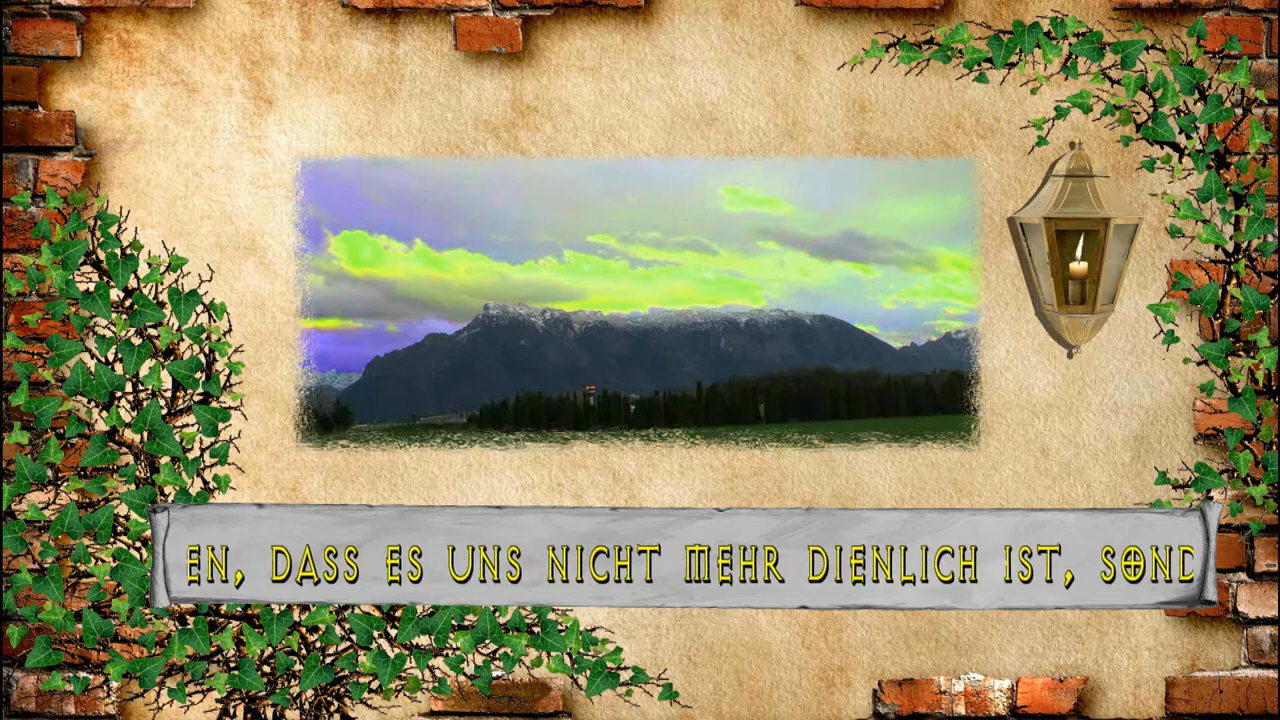 EN, DASS ES UNS NICHT MEHR DIENLICH IST, SOND